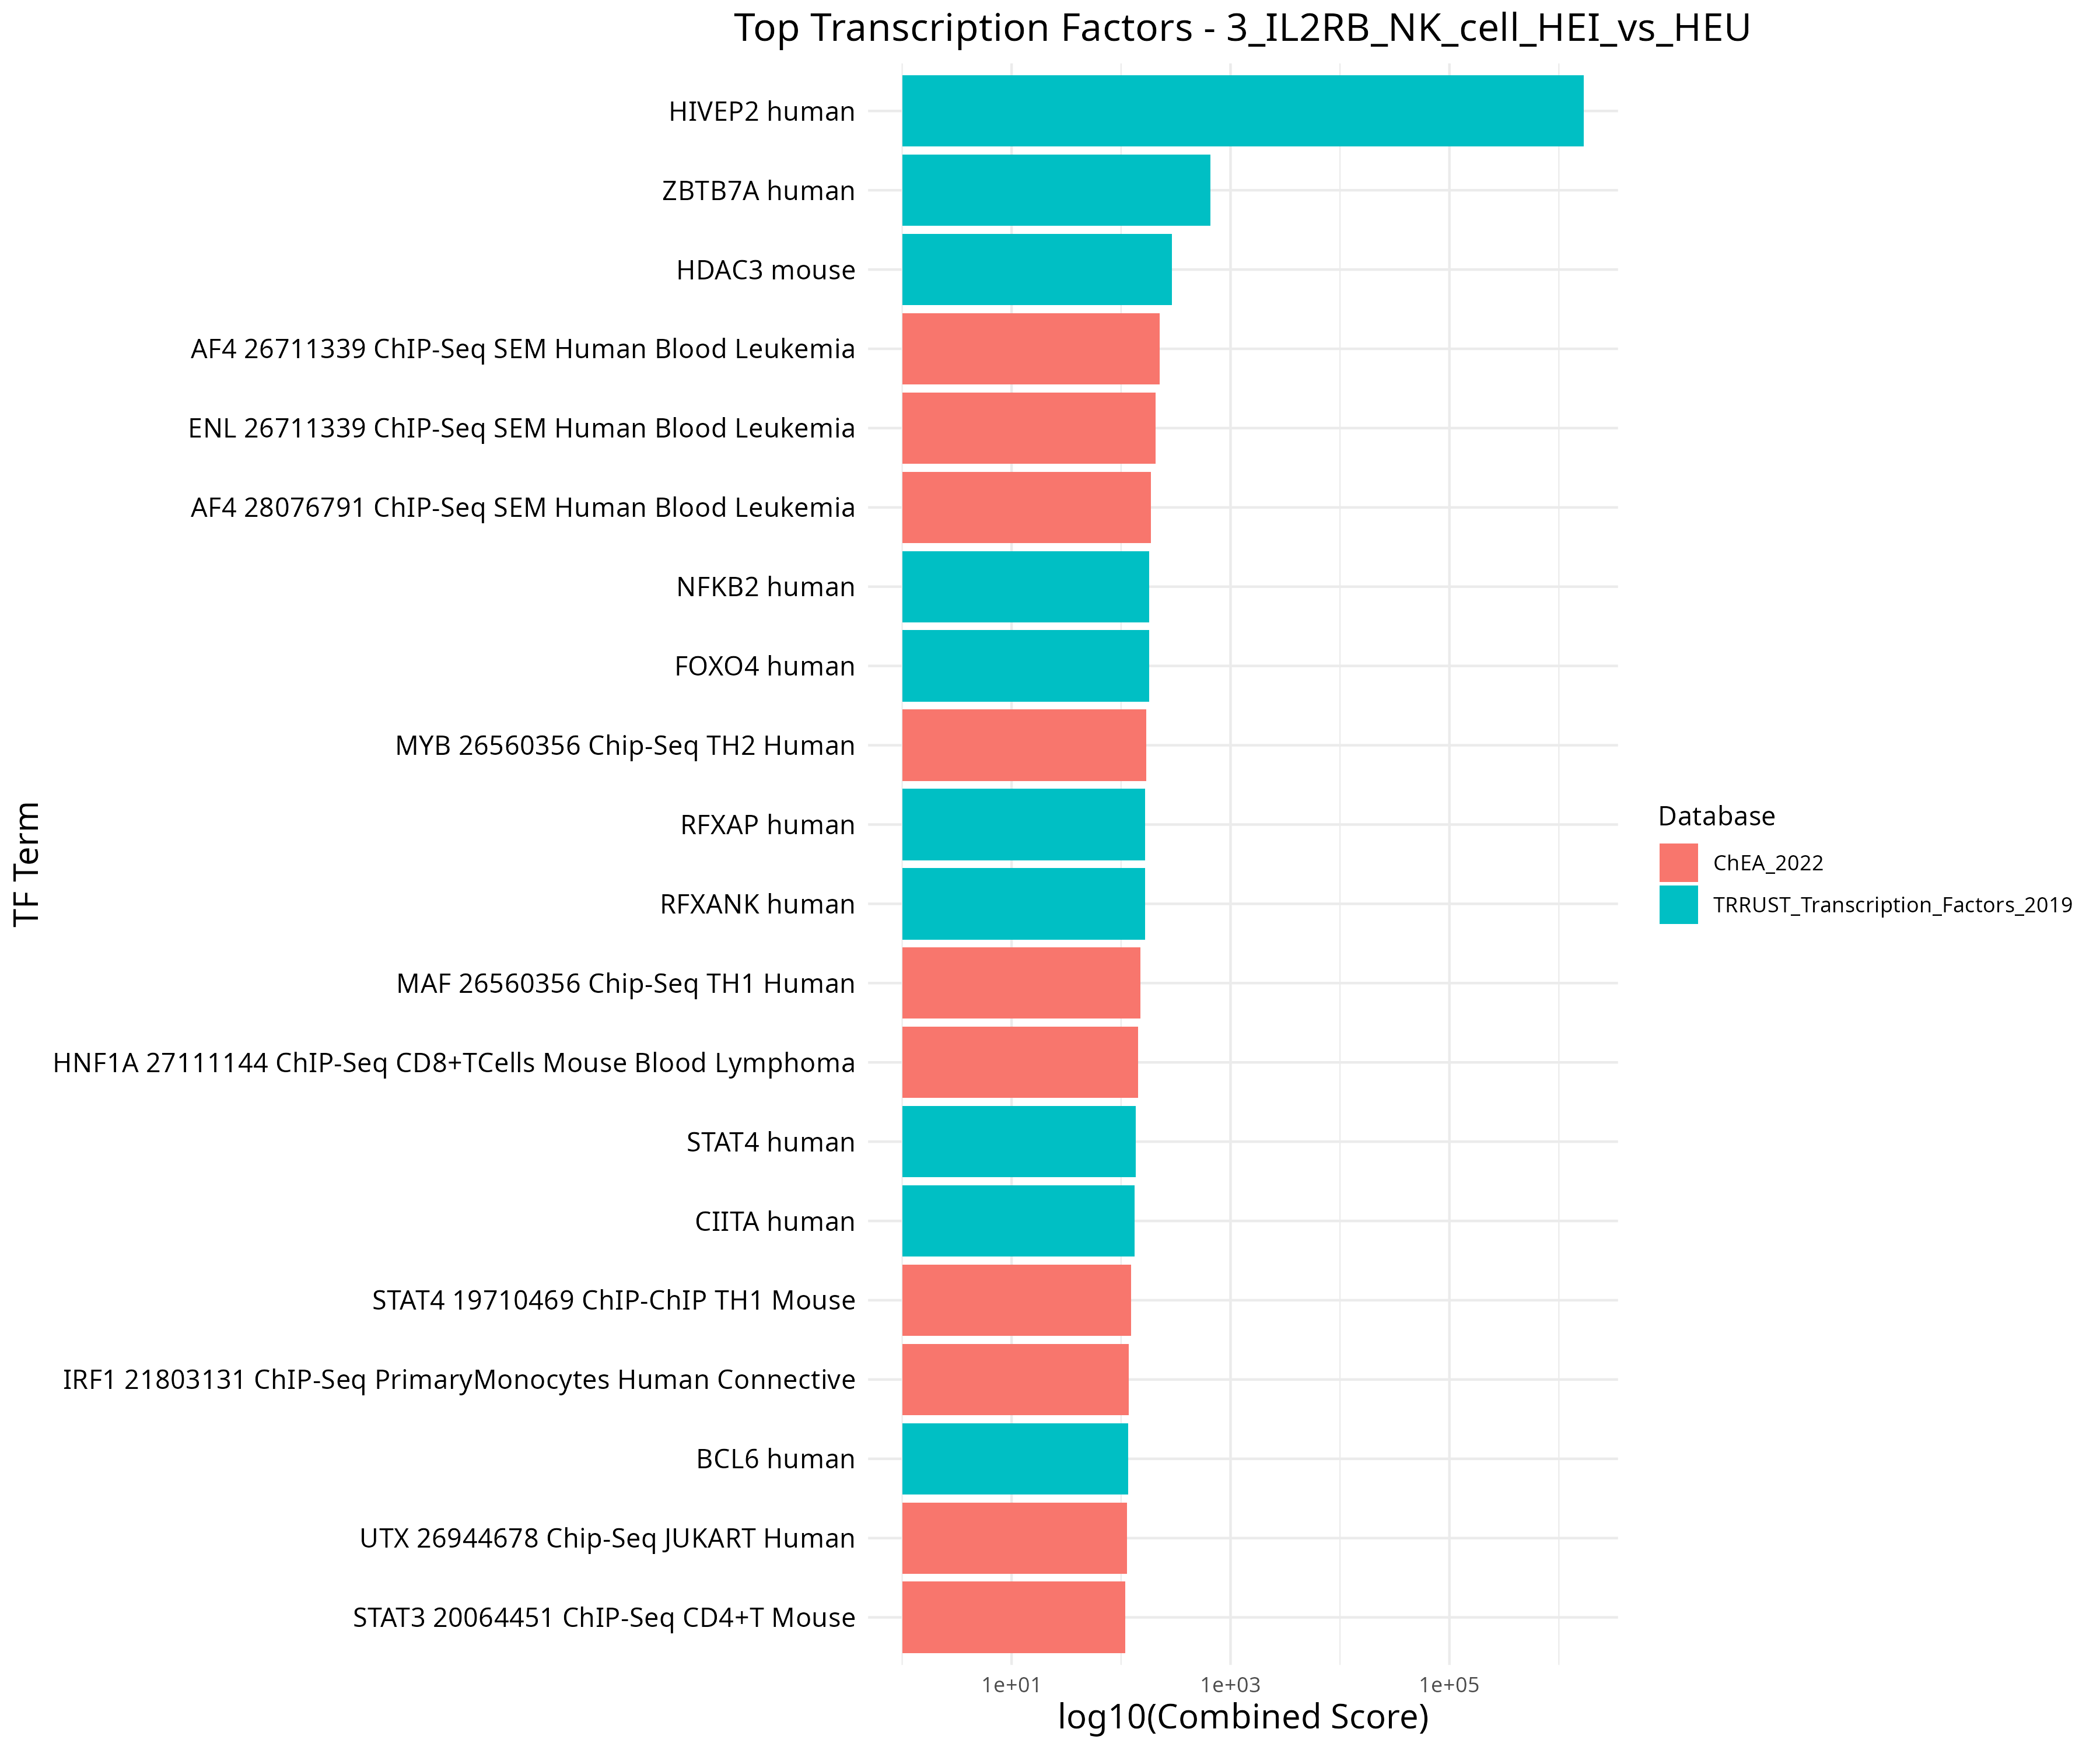 Top Transcription Factors - 3_IL2RB_NK_cell_HEI_vs_HEU
HIVEP2 human
ZBTB7A human
HDAC3 mouse
AF4 26711339 ChIP-Seq SEM Human Blood Leukemia
ENL 26711339 ChIP-Seq SEM Human Blood Leukemia
AF4 28076791 ChIP-Seq SEM Human Blood Leukemia
NFKB2 human
FOXO4 human
MYB 26560356 Chip-Seq TH2 Human
RFXAP human
RFXANK human
MAF 26560356 Chip-Seq TH1 Human
HNF1A 27111144 ChIP-Seq CD8+TCells Mouse Blood Lymphoma
STAT4 human
CIITA human
STAT4 19710469 ChIP-ChIP TH1 Mouse
IRF1 21803131 ChIP-Seq PrimaryMonocytes Human Connective
BCL6 human
UTX 26944678 Chip-Seq JUKART Human
STAT3 20064451 ChIP-Seq CD4+T Mouse
TF Term
1e+01
1e+03
1e+05
log10(Combined Score)
Database
ChEA_2022
TRRUST_Transcription_Factors_2019